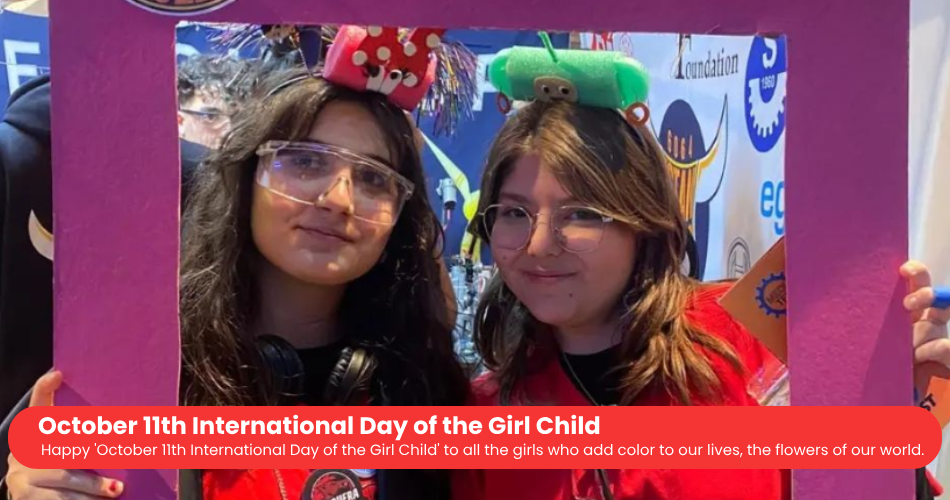 oundation
1960
eg
October 11th International Day of the Girl Child
Happy 'October 11th International Day of the Girl Child' to all the girls who add color to our lives, the flowers of our world.